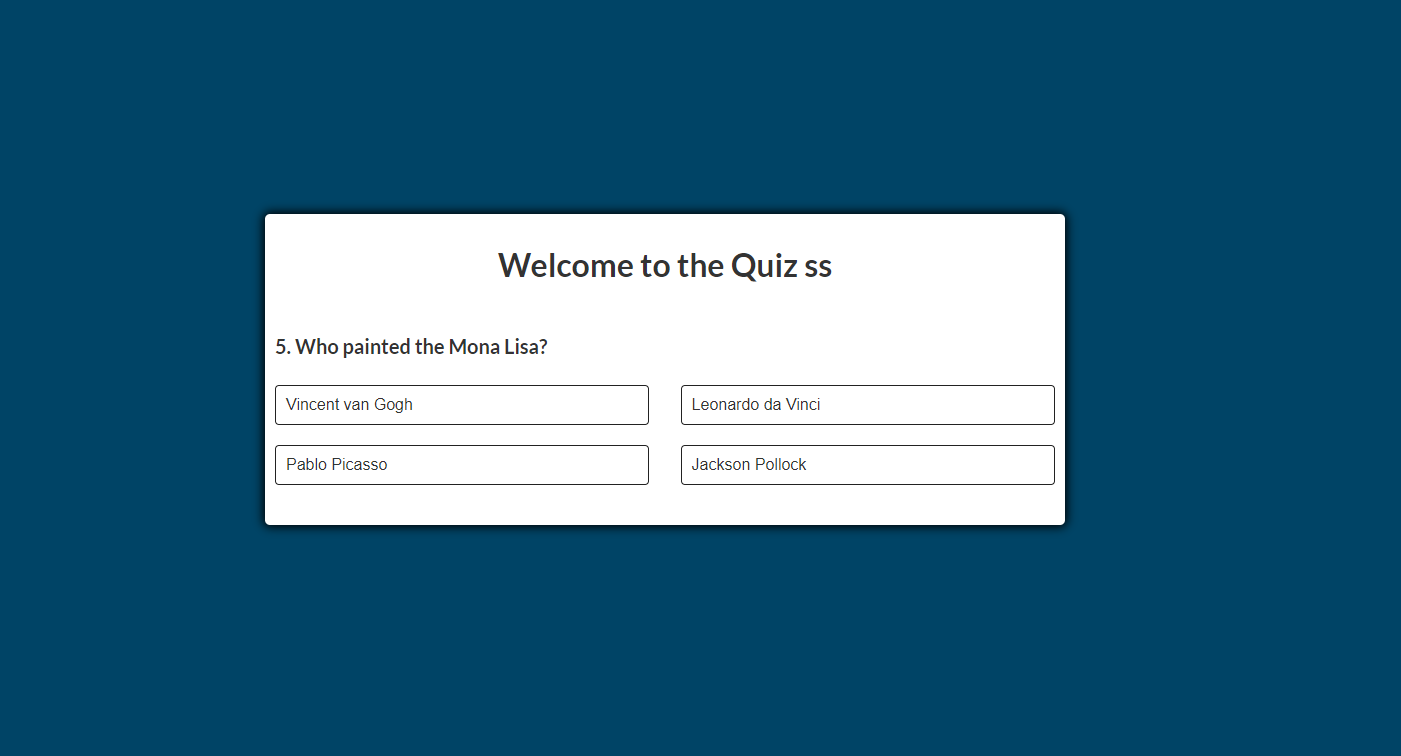 Welcome to the Quiz ss
5. Who painted the Mona Lisa?
Vincent van Gogh
Leonardo da Vinci
Pablo Picasso
Jackson Pollock